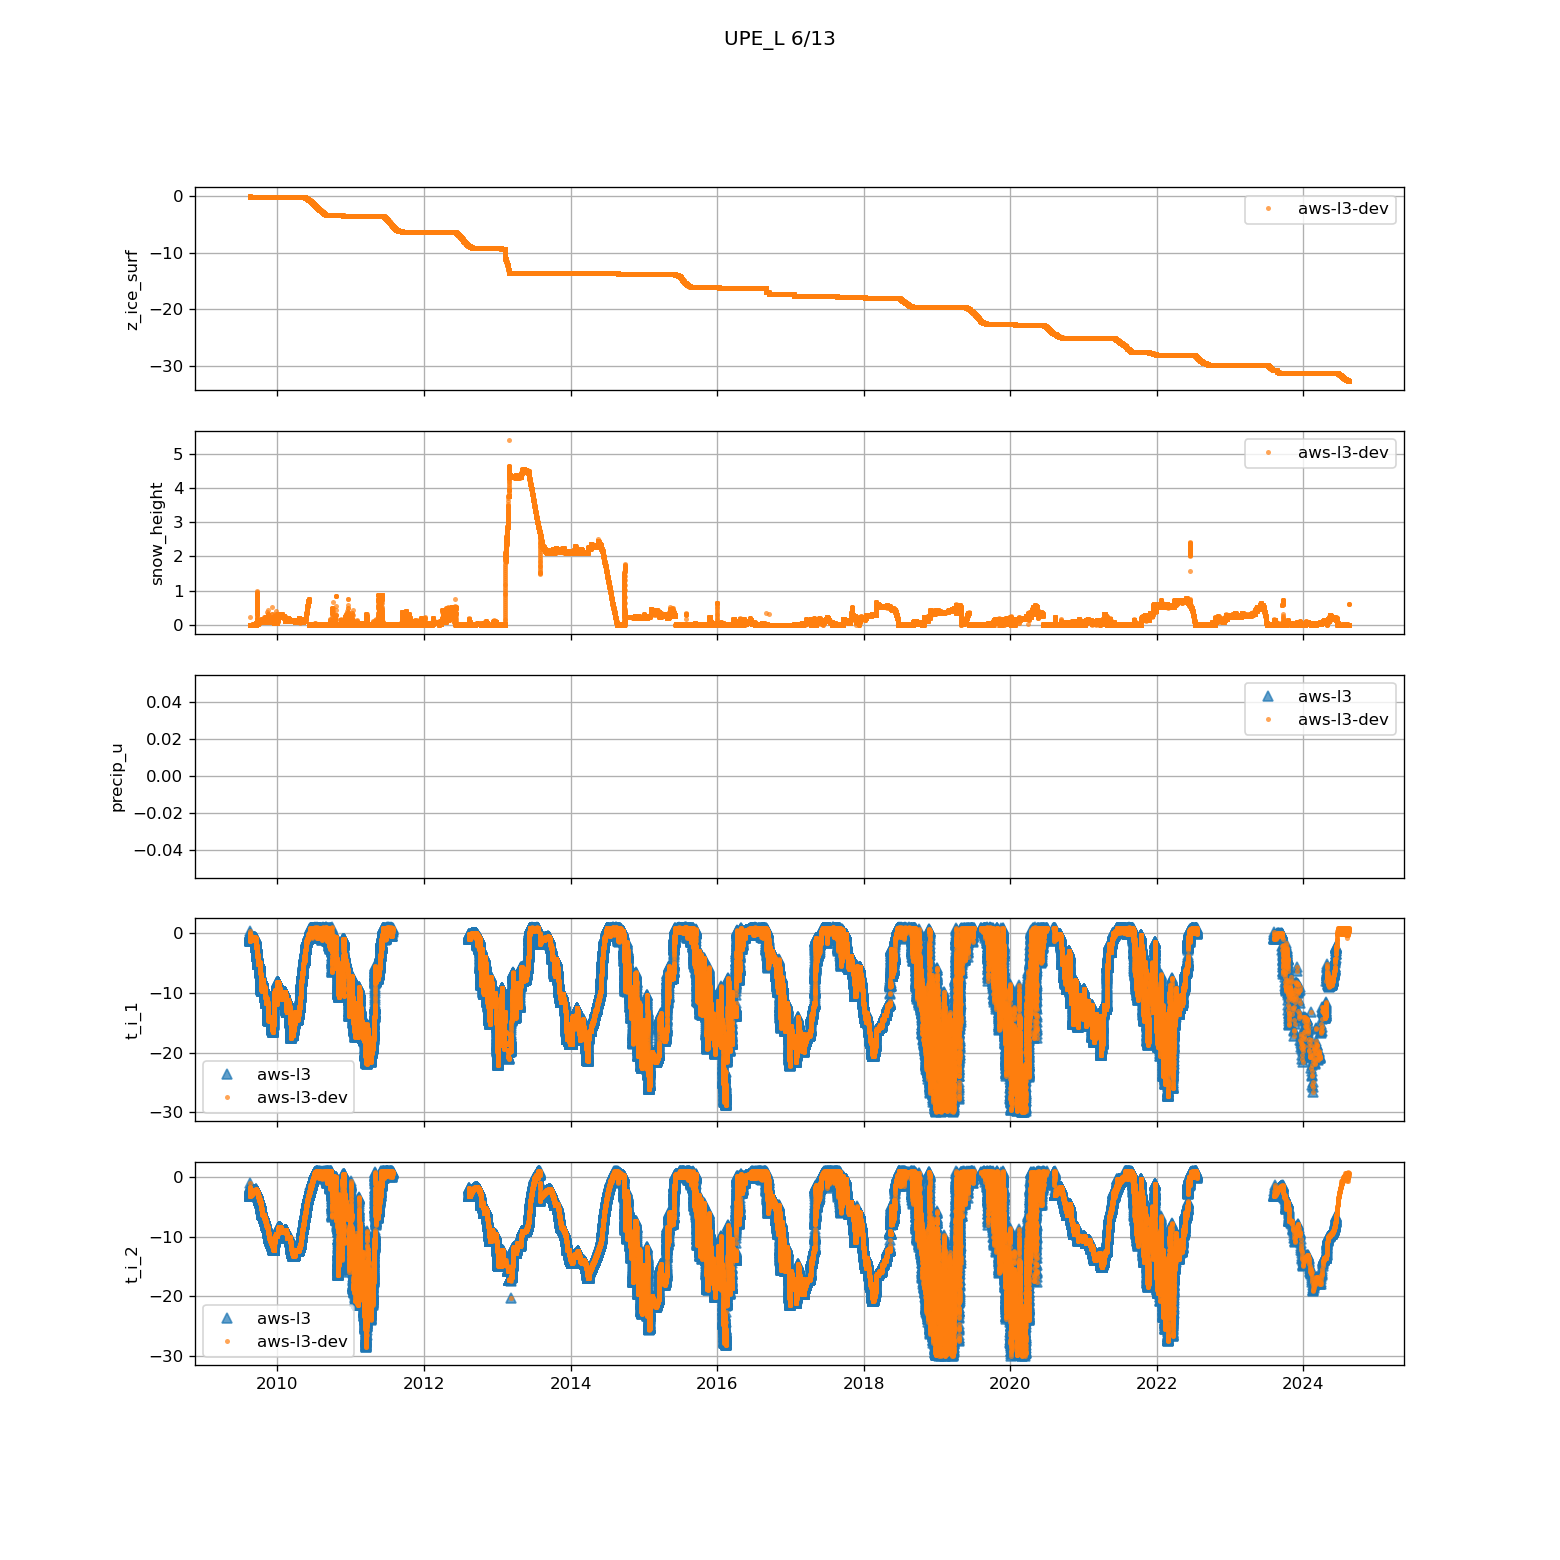 UPE_L 6/13
0
−10
−20
−30
z_ice_surf
aws-l3-dev
5
4
3
2
1
0
snow_height
aws-l3-dev
0.04
0.02
0.00
−0.02
−0.04
precip_u
aws-l3
aws-l3-dev
0
−10
−20
−30
t_i_1
aws-l3
aws-l3-dev
0
−10
−20
−30
t_i_2
aws-l3
aws-l3-dev
2010 2012 2014 2016 2018 2020 2022 2024